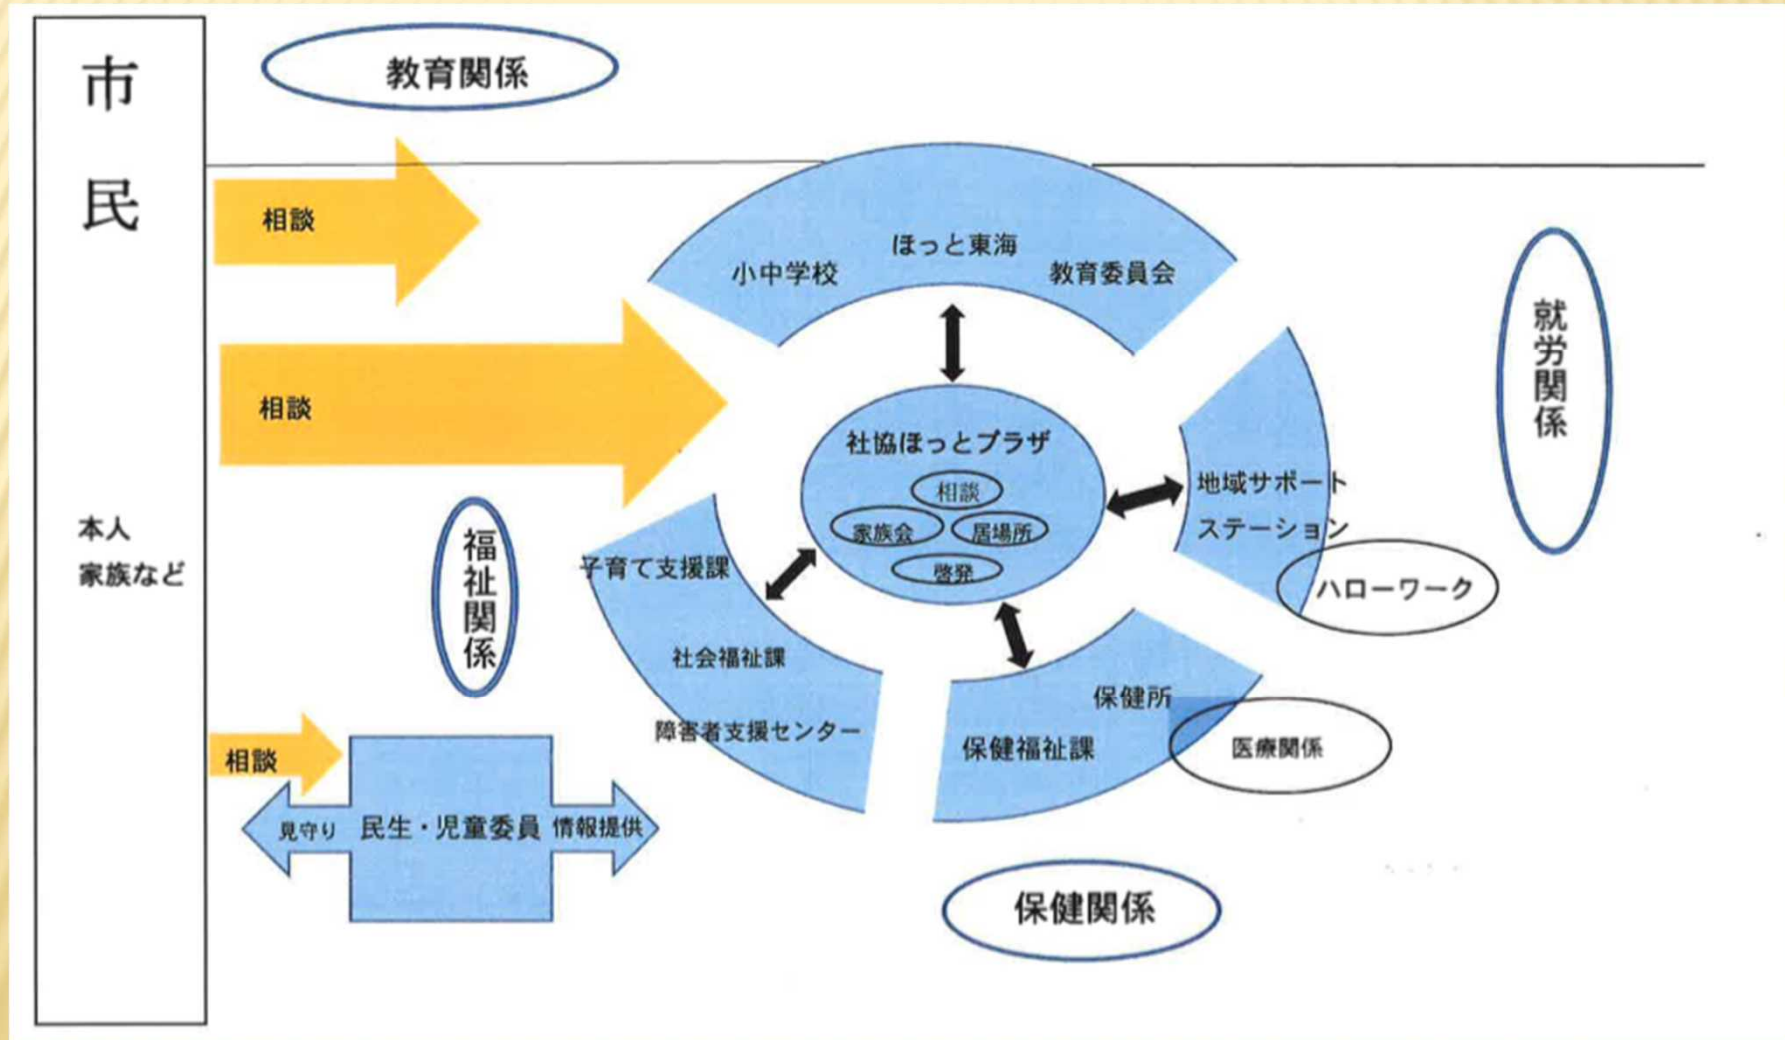 市民
本人
家族など
教育関係
相談
ほっと東海
小中学校
教育委員会
相談
就労関係
社協ほっとプラザ
相談
家族会
居場所
啓発
地域サポート
ステーション
ハローワーク
福祉関係
子育て支援課
社会福祉課
障害者支援センター
保健所
保健福祉課
医療関係
相談
見守り
民生・児童委員
情報提供
保健関係